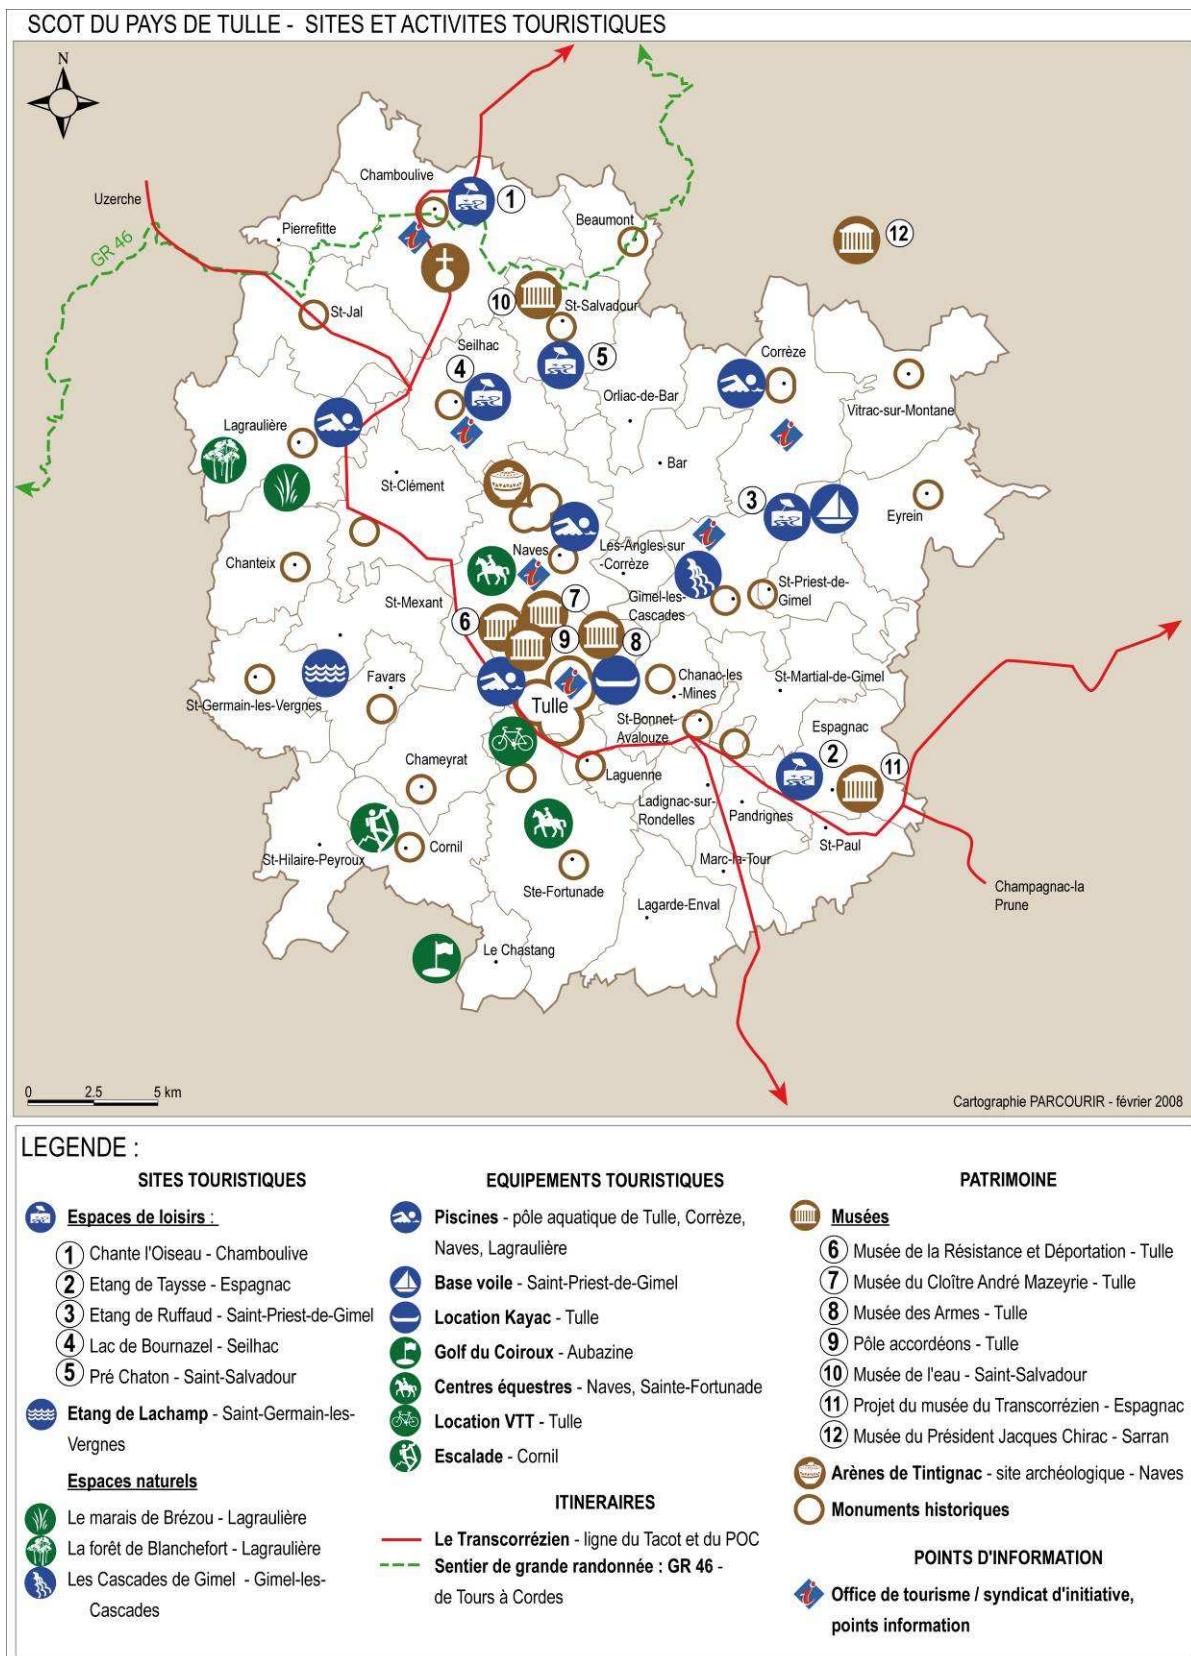 SCOT DU PAYS DE TULLE - SITES ET ACTIVITES TOURISTIQUES
N
Chamboulive
1
Uzerche
Pierrefitte
Beaumont
12
GR 46
10
St-Salvadour
St-Jal
Seilhac
4
5
Corrèze
Orliac-de-Bar
Vitrac-sur-Montane
Lagraulière
Bar
St-Clément
3
Eyrein
Naves
Les-Angles-sur
-Corrèze
Chanteix
St-Priest-de-
Gimel
St-Mexant
7
Gimel-les-
Cascades
6
9
8
Favars
Chanac-les
-Mines
St-Martial-de-Gimel
St-Germain-les-Vergnes
Tulle
St-Bonnet-
Avalouze
Espagnac
2
11
Chameyrat
Laguenne
Ladignac-sur-
Rondelles
Pandrignes
St-Paul
Cornil
St-Hilaire-Peyroux
Marc-la-Tour
Ste-Fortunade
Champagnac-la
Prune
Lagarde-Enval
Le Chastang
0 2.5 5 km
Cartographie PARCOURIR - février 2008
LEGENDE :
SITES TOURISTIQUES
Espaces de loisirs :
1 Chante l'Oiseau - Chamboulive
2 Etang de Taysse - Espagnac
3 Etang de Ruffaud - Saint-Priest-de-Gimel
4 Lac de Bournazel - Seilhac
5 Pré Chaton - Saint-Salvadour
Etang de Lachamp - Saint-Germain-les-
Vergnes
Espaces naturels
Le marais de Brézou - Lagraulière
La forêt de Blanchefort - Lagraulière
Les Cascades de Gimel - Gimel-les-
Cascades
EQUIPEMENTS TOURISTIQUES
Piscines - pôle aquatique de Tulle, Corrèze,
Naves, Lagraulière
Base voile - Saint-Priest-de-Gimel
Location Kayac - Tulle
Golf du Coiroux - Aubazine
Centres équestres - Naves, Sainte-Fortunade
Location VTT - Tulle
Escalade - Cornil
ITINERAIRES
Le Transcorrézien - ligne du Tacot et du POC
Sentier de grande randonnée : GR 46 -
de Tours à Cordes
PATRIMOINE
Musées
6 Musée de la Résistance et Déportation - Tulle
7 Musée du Cloître André Mazeyrie - Tulle
8 Musée des Armes - Tulle
9 Pôle accordéons - Tulle
10 Musée de l'eau - Saint-Salvadour
11 Projet du musée du Transcorrézien - Espagnac
12 Musée du Président Jacques Chirac - Sarran
Arènes de Tintignac - site archéologique - Naves
Monuments historiques
POINTS D'INFORMATION
Office de tourisme / syndicat d'initiative,
points information